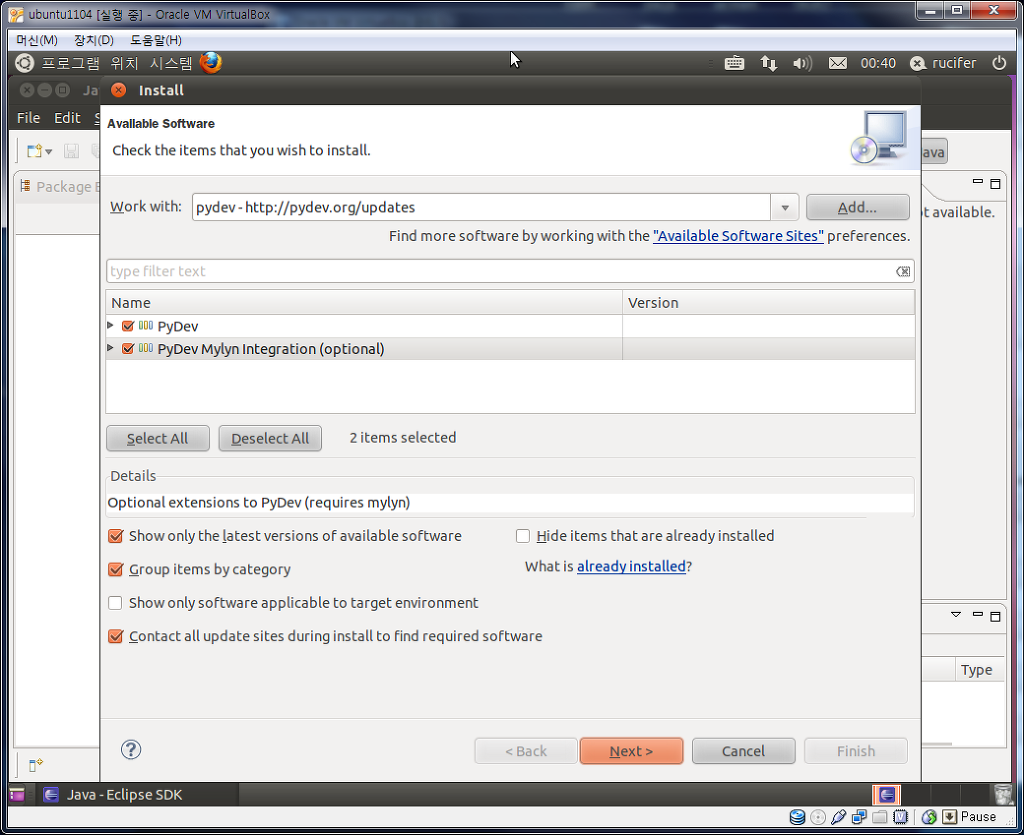 ubuntu1104 [실행 중] - Oracle VM VirtualBox
머신(M) 장치(D) 도움말(H)
프로그램 위치 시스템 00:40 rucifer
Ja Install
File Edit S
Available Software
Check the items that you wish to install.
ava
Package E
Work with: pydev - http://pydev.org/updates Add...
t available.
Find more software by working with the "Available Software Sites" preferences.
type filter text
Name Version
PyDev
PyDev Mylyn Integration (optional)
Select All Deselect All 2 items selected
Details
Optional extensions to PyDev (requires mylyn)
Show only the latest versions of available software Hide items that are already installed
Group items by category What is already installed?
Show only software applicable to target environment
Contact all update sites during install to find required software
Type
? < Back Next > Cancel Finish
Java - Eclipse SDK
Pause